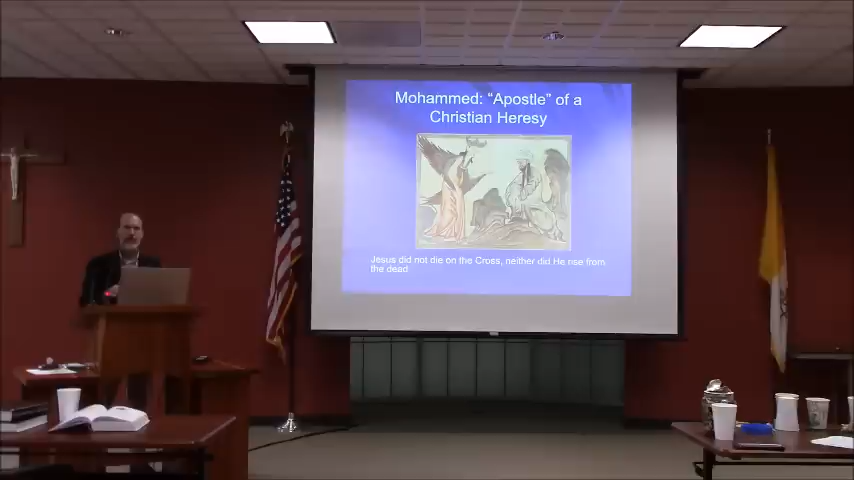 Mohammed: “Apostle” of a
Christian Heresy
Jesus did not die on the Cross, neither did He rise from
the dead